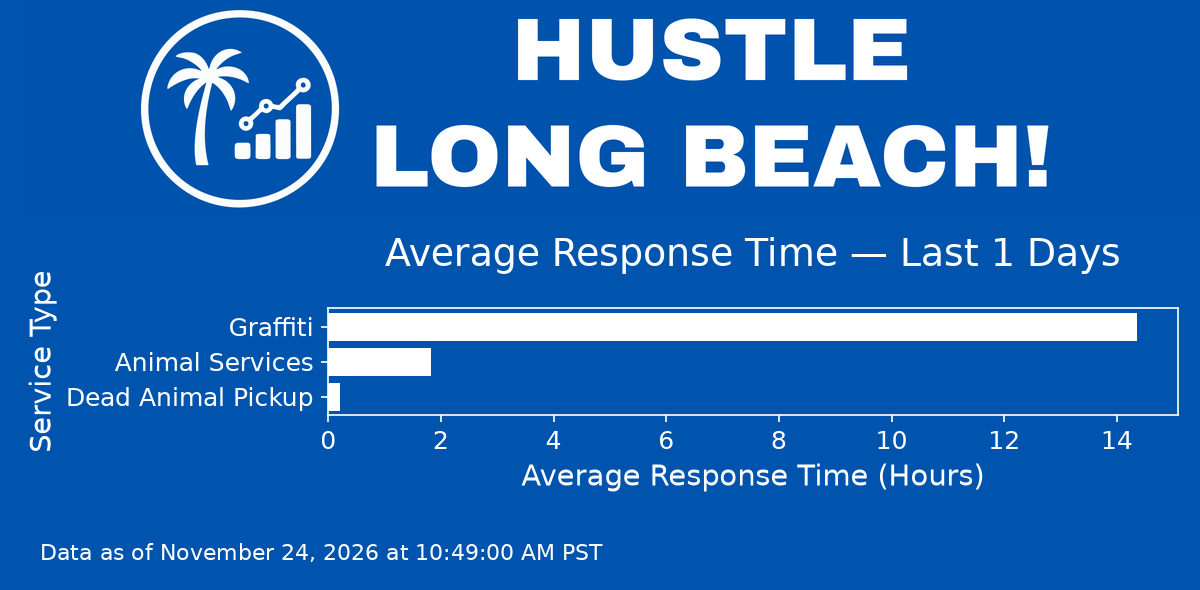 HUSTLE
LONG BEACH!
Average Response Time — Last 1 Days
Service Type
Graffiti
Animal Services
Dead Animal Pickup
0 2 4 6 8 10 12 14
Average Response Time (Hours)
Data as of November 24, 2026 at 10:49:00 AM PST